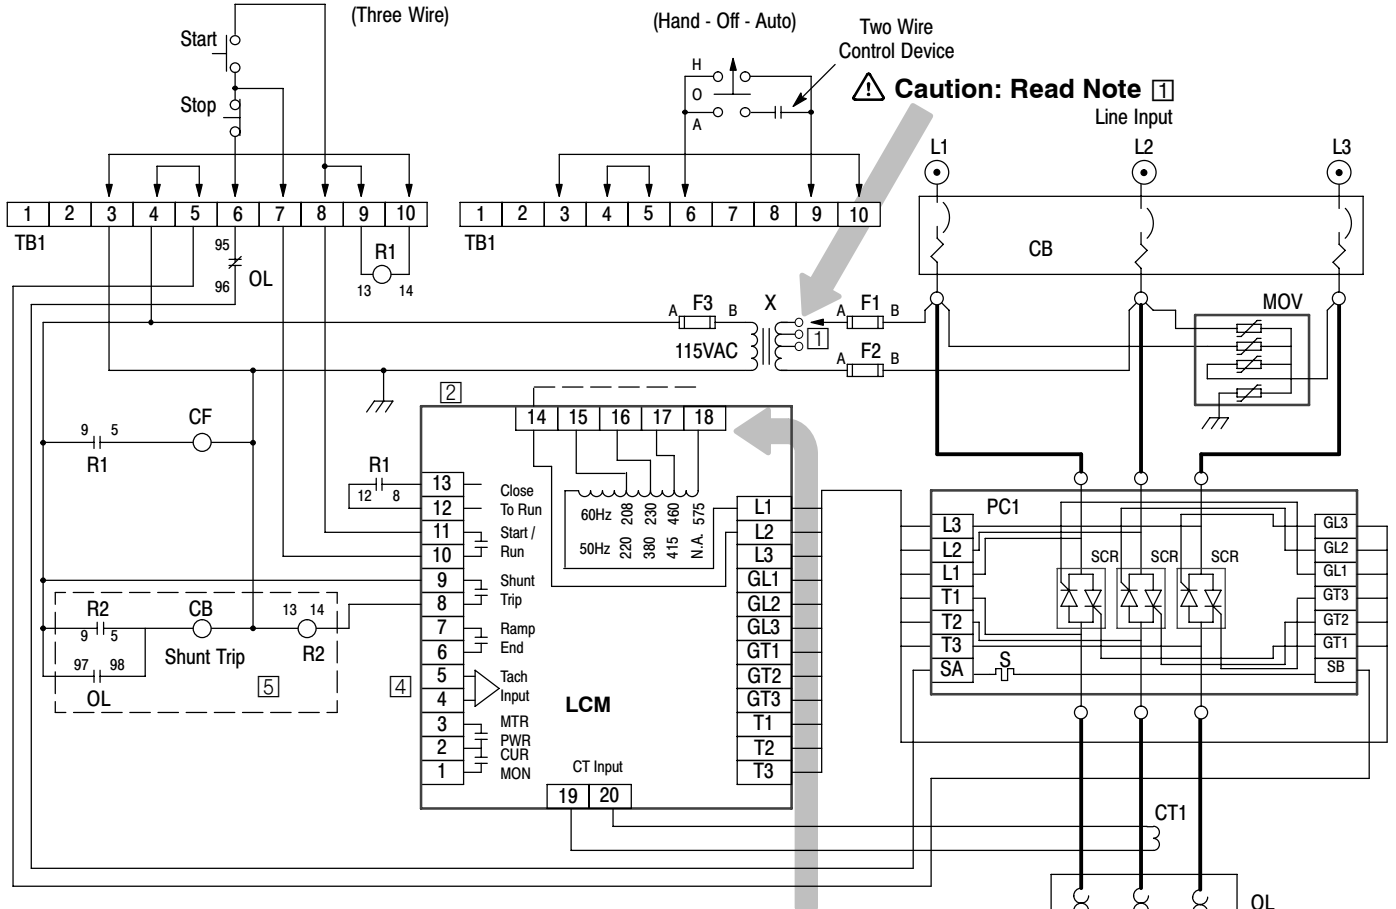 (Three Wire)
(Hand - Off - Auto)
Two Wire
Control Device
⚠ Caution: Read Note 1
Line Input
Start
Stop
H
O
A
L1 L2 L3
1 2 3 4 5 6 7 8 9 10
TB1
1 2 3 4 5 6 7 8 9 10
TB1
95
96
OL
R1
13 14
CB
MOV
A F3 B
X
115VAC
1
A F1 B
A F2 B
2
CF
9 5
R1
14 15 16 17 18
R1
12 8
13
12
11
10
9
8
7
6
5
4
3
2
1
Close
To Run
Start /
Run
Shunt
Trip
Ramp
End
Tach
Input
MTR
PWR
CUR
MON
60Hz 208 230 460 575
50Hz 220 380 415 N.A.
LCM
CT Input
19 20
L1
L2
L3
GL1
GL2
GL3
GT1
GT2
GT3
T1
T2
T3
R2
9 5
CB
Shunt Trip
13 14
R2
97 98
OL
5
4
PC1
L3
L2
L1
T1
T2
T3
SA
S
SCR SCR SCR
GL3
GL2
GL1
GT3
GT2
GT1
SB
CT1
OL